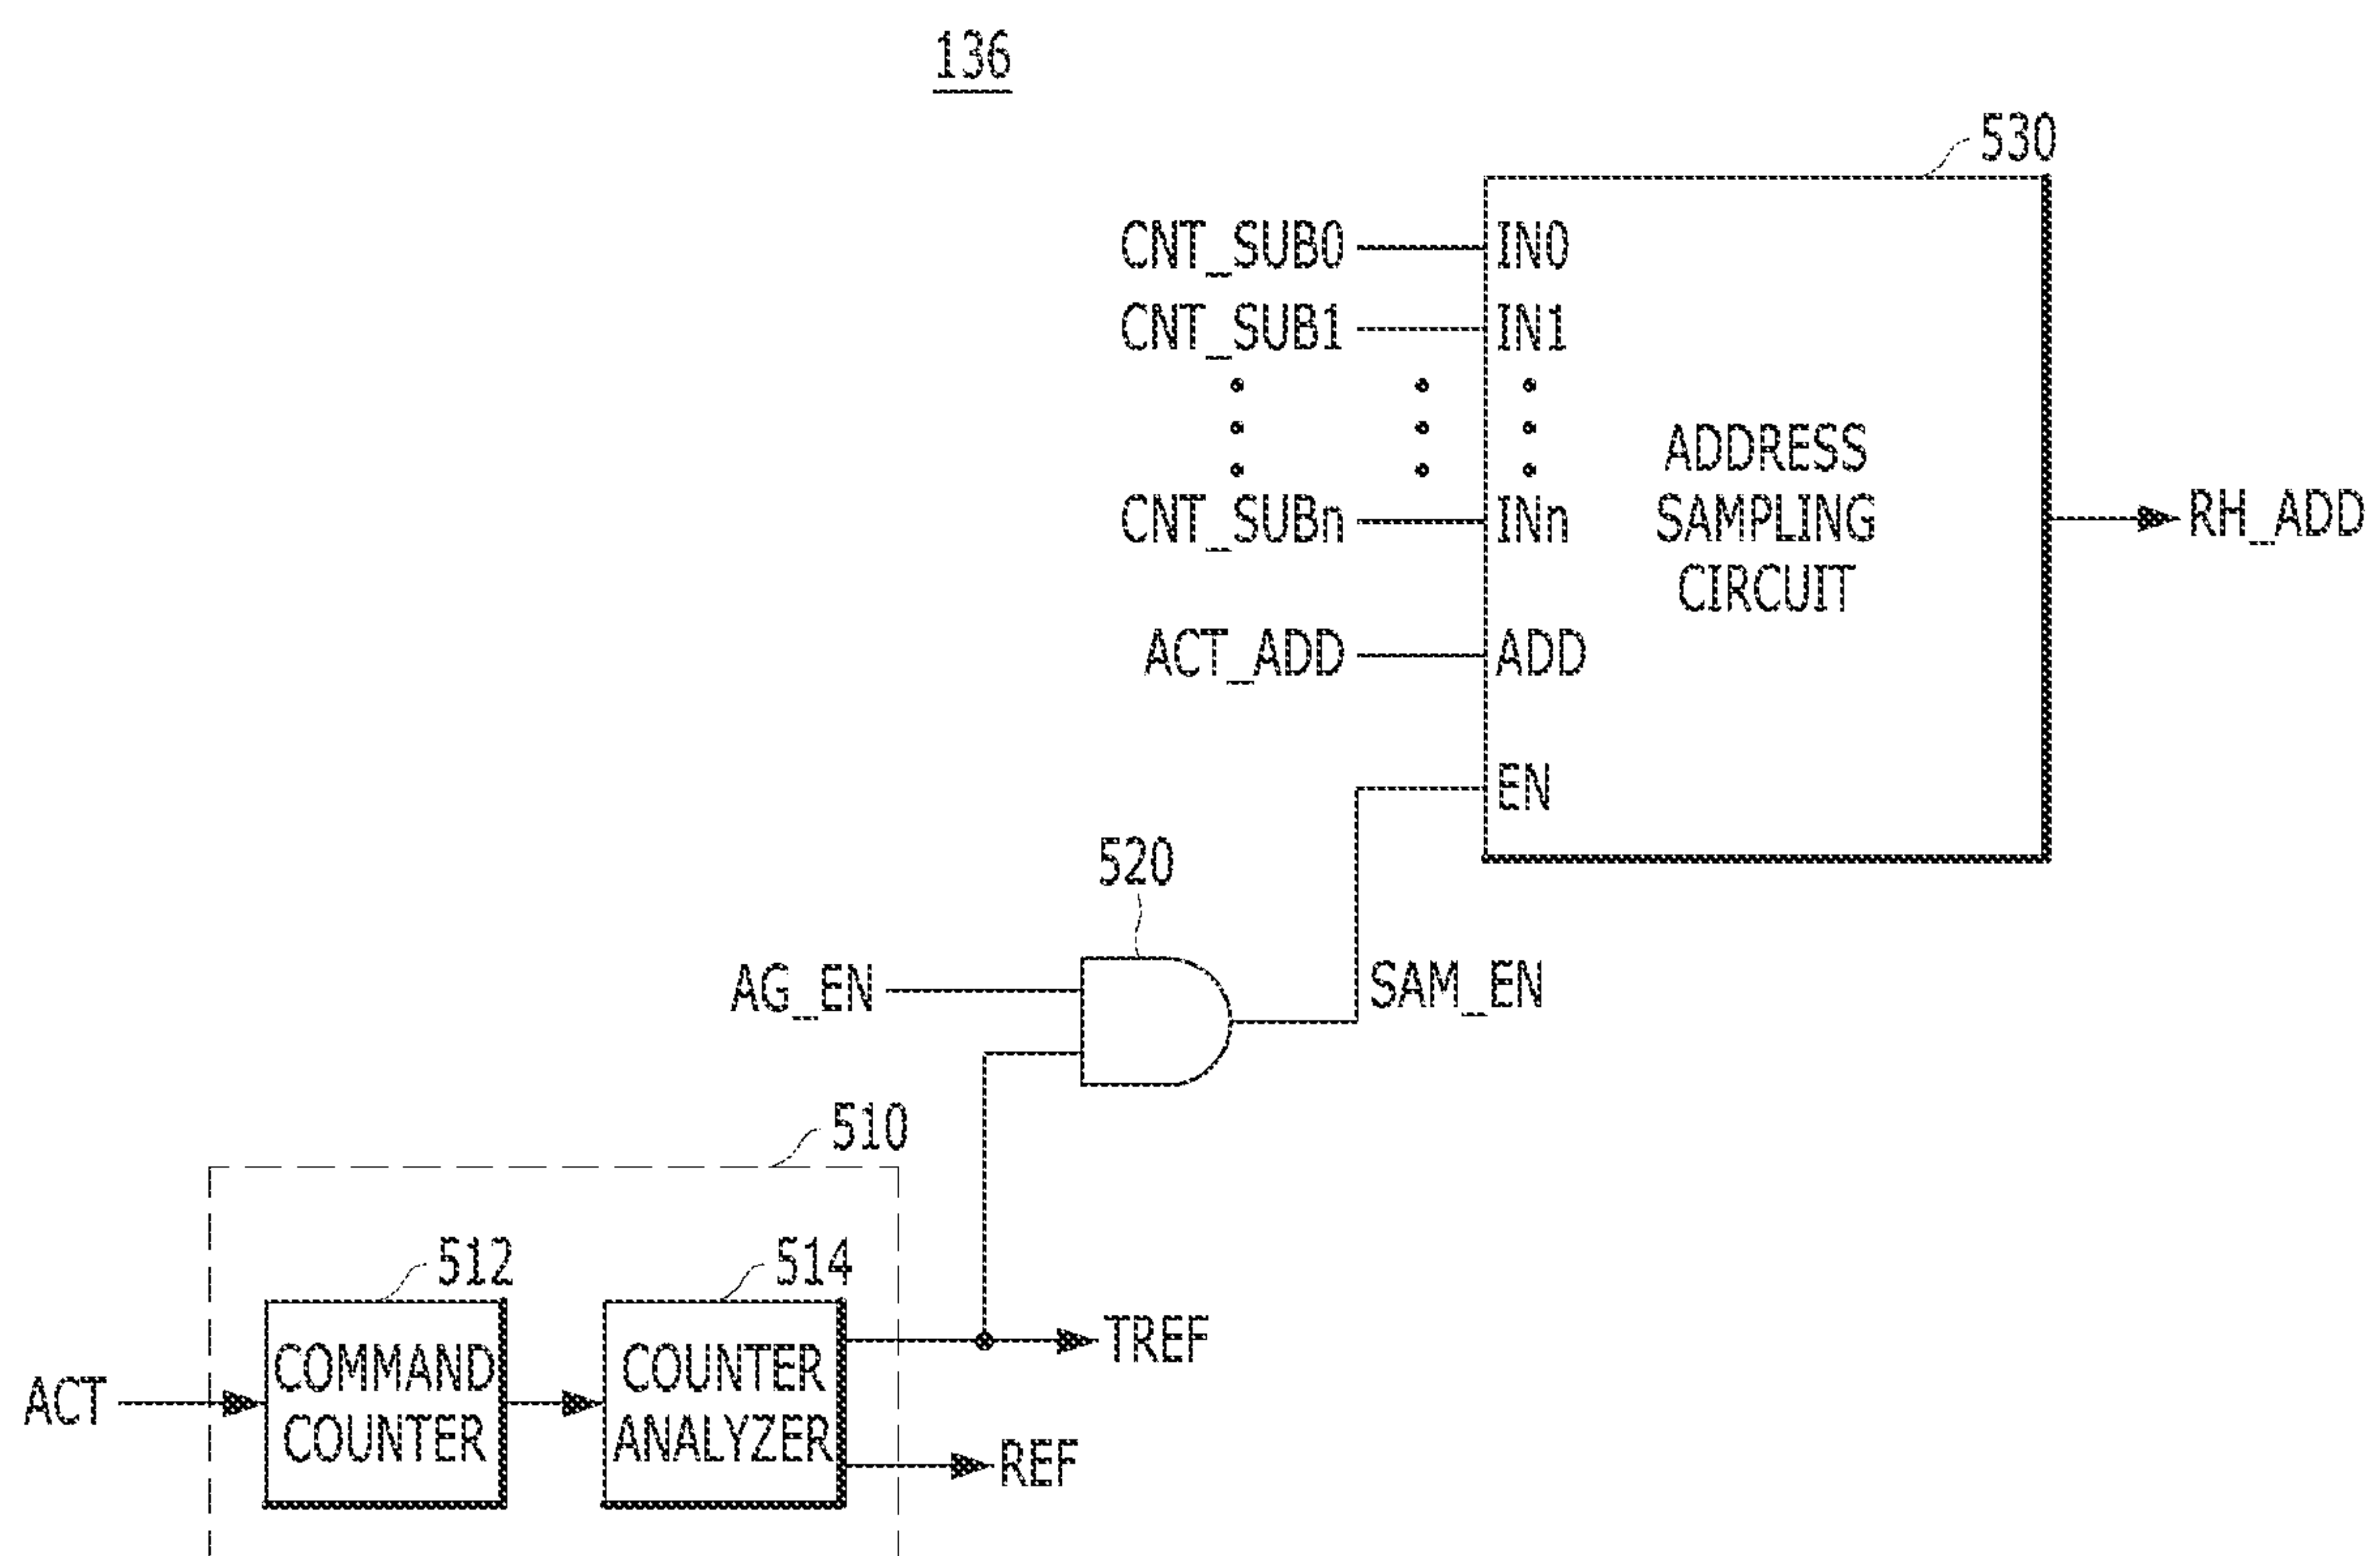 136
530
CNT_SUB0 IN0
CNT_SUB1 IN1
CNT_SUBn INn
ADDRESS
SAMPLING
CIRCUIT
RH_ADD
ACT_ADD ADD
EN
520
AG_EN
SAM_EN
510
512
514
ACT
COMMAND
COUNTER
COUNTER
ANALYZER
TREF
REF